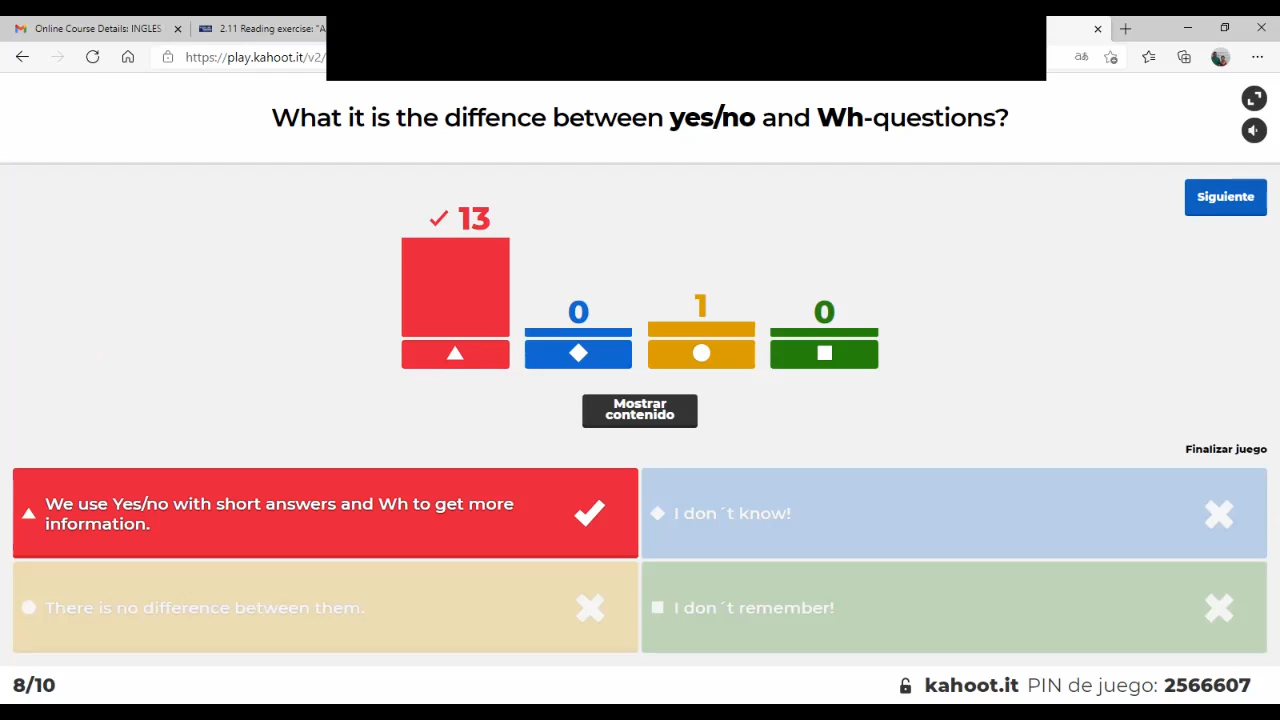 Online Course Details: INGLES
2.11 Reading exercise: "A
https://play.kahoot.it/v2/
What it is the diffence between yes/no and Wh-questions?
Siguiente
13
0
1
0
Mostrar
contenido
Finalizar juego
We use Yes/no with short answers and Wh to get more
information.
I don´t know!
There is no difference between them.
I don´t remember!
8/10
kahoot.it PIN de juego: 2566607